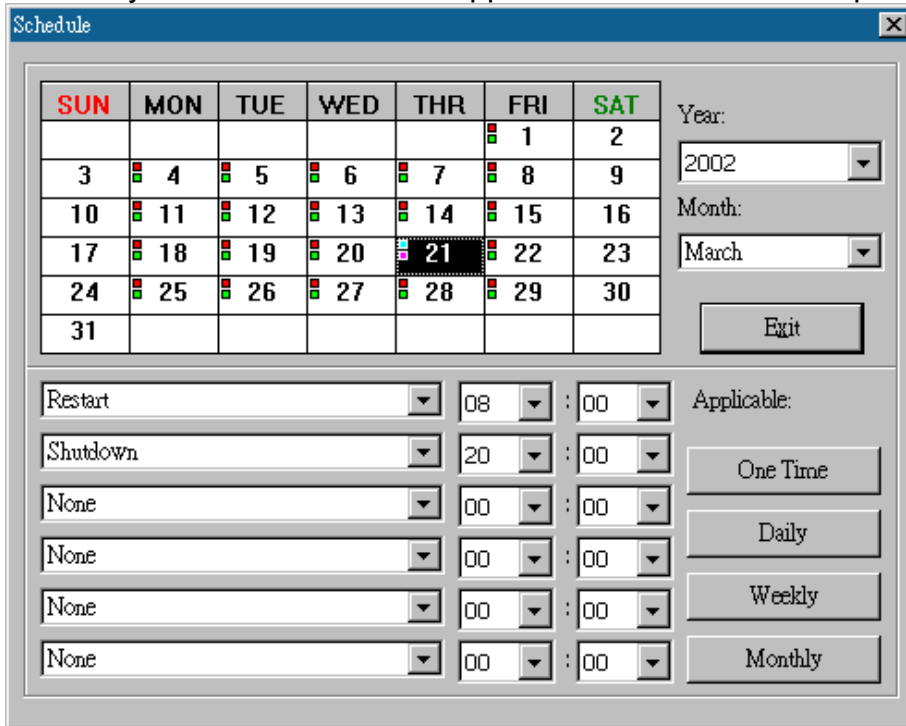 Schedule
SUN MON TUE WED THR FRI SAT
1 2
3 4 5 6 7 8 9
10 11 12 13 14 15 16
17 18 19 20 21 22 23
24 25 26 27 28 29 30
31
Year:
2002
Month:
March
Exit
Restart 08 : 00
Shutdown 20 : 00
None 00 : 00
None 00 : 00
None 00 : 00
None 00 : 00
Applicable:
One Time
Daily
Weekly
Monthly